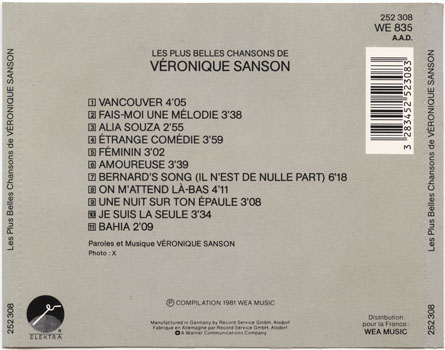 252 308
WE 835
A.A.D.
LES PLUS BELLES CHANSONS DE
VÉRONIQUE SANSON
1 VANCOUVER 4'05
2 FAIS-MOI UNE MÉLODIE 3'38
3 ALIA SOUZA 2'55
4 ÉTRANGE COMÉDIE 3'59
5 FÉMININ 3'02
6 AMOUREUSE 3'39
7 BERNARD'S SONG (IL N'EST DE NULLE PART) 6'18
8 ON M'ATTEND LÀ-BAS 4'11
9 UNE NUIT SUR TON ÉPAULE 3'08
10 JE SUIS LA SEULE 3'34
11 BAHIA 2'09
Paroles et Musique VÉRONIQUE SANSON
Photo : X
3 283452 523083
Ⓟ COMPILATION 1981 WEA MUSIC
Manufactured in Germany by Record Service GmbH, Alsdorf
Fabriqué en Allemagne par Record Service GmbH, Alsdorf
A Warner Communications Company
ELEKTRA
Distribution
pour la France:
WEA MUSIC
252 308 Les Plus Belles Chansons de VÉRONIQUE SANSON
Les Plus Belles Chansons de VÉRONIQUE SANSON 252 308